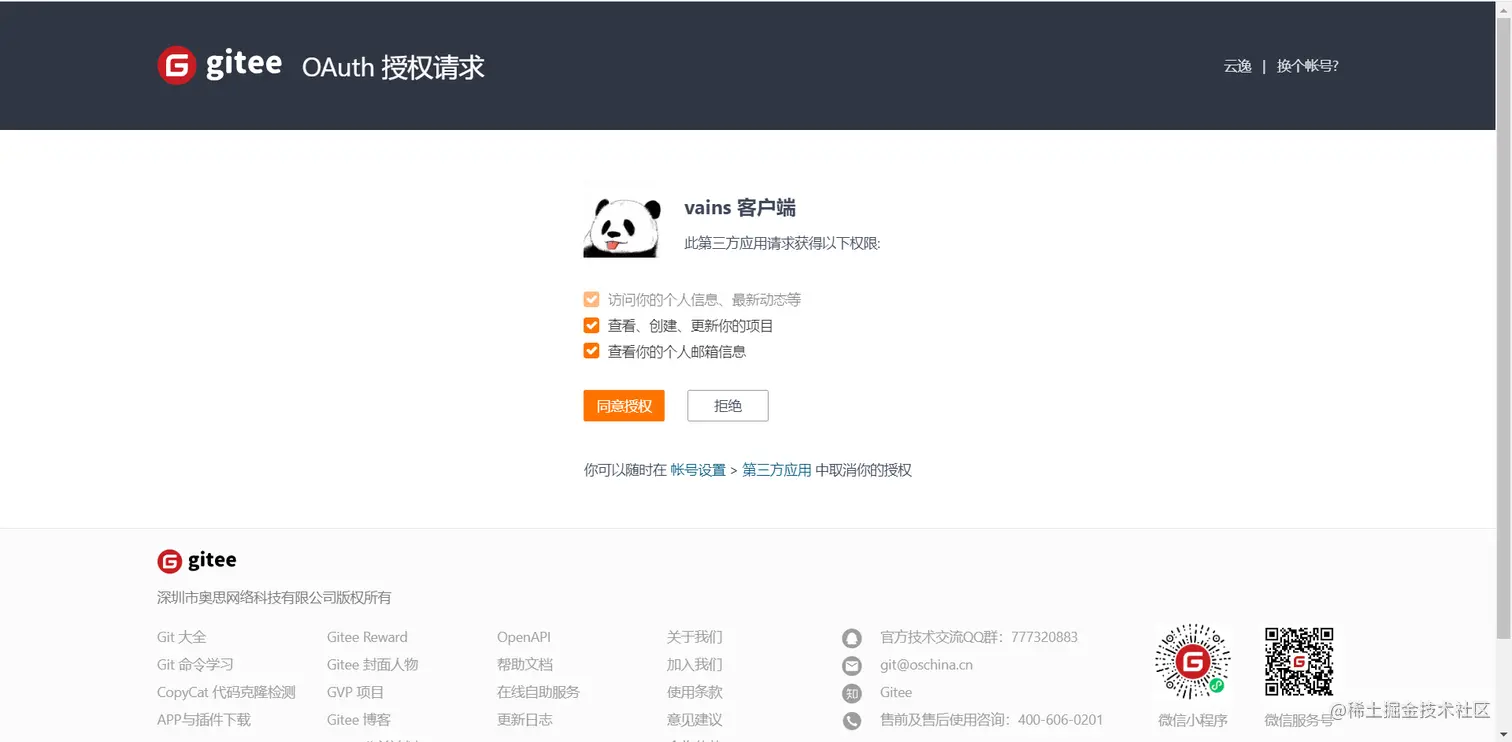 gitee OAuth 授权请求
云逸 | 换个帐号?
vains 客户端
此第三方应用请求获得以下权限:
访问你的个人信息、最新动态等
查看、创建、更新你的项目
查看你的个人邮箱信息
同意授权 拒绝
你可以随时在 帐号设置 > 第三方应用 中取消你的授权
gitee
深圳市奥思网络科技有限公司版权所有
Git 大全 Gitee Reward OpenAPI 关于我们 官方技术交流QQ群：777320883
Git 命令学习 Gitee 封面人物 帮助文档 加入我们 git@oschina.cn
CopyCat 代码克隆检测 GVP 项目 在线自助服务 使用条款 知 Gitee
APP与插件下载 Gitee 博客 更新日志 意见建议 售前及售后使用咨询：400-606-0201 微信小程序 微信服务号
@稀土掘金技术社区